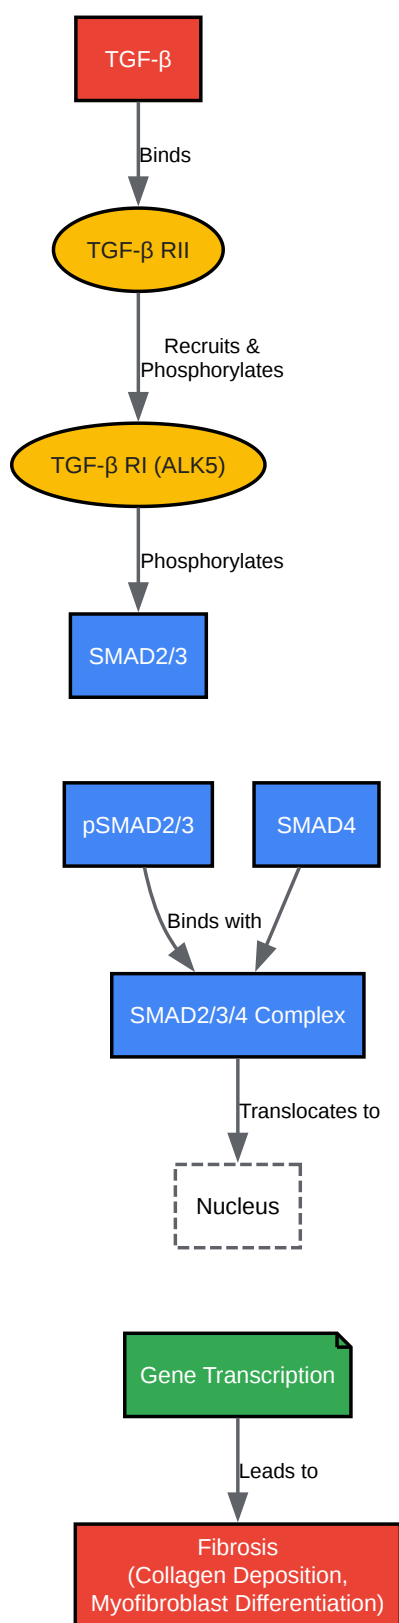 TGF-β
Binds
TGF-β RII
Recruits &
Phosphorylates
TGF-β RI (ALK5)
Phosphorylates
SMAD2/3
pSMAD2/3
SMAD4
Binds with
SMAD2/3/4 Complex
Translocates to
Nucleus
Gene Transcription
Leads to
Fibrosis
(Collagen Deposition,
Myofibroblast Differentiation)